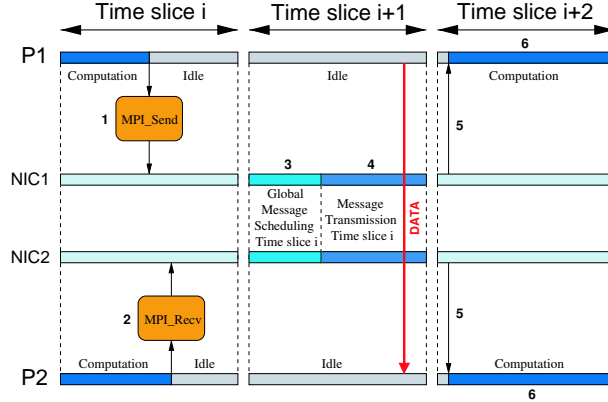 Time slice i
Time slice i+1
Time slice i+2
P1
6
Computation
Idle
Idle
Computation
1
MPI_Send
5
3
4
NIC1
Global
Message
Scheduling
Time slice i
Message
Transmission
Time slice i
DATA
NIC2
2
MPI_Recv
5
Computation
Idle
Idle
Computation
P2
6